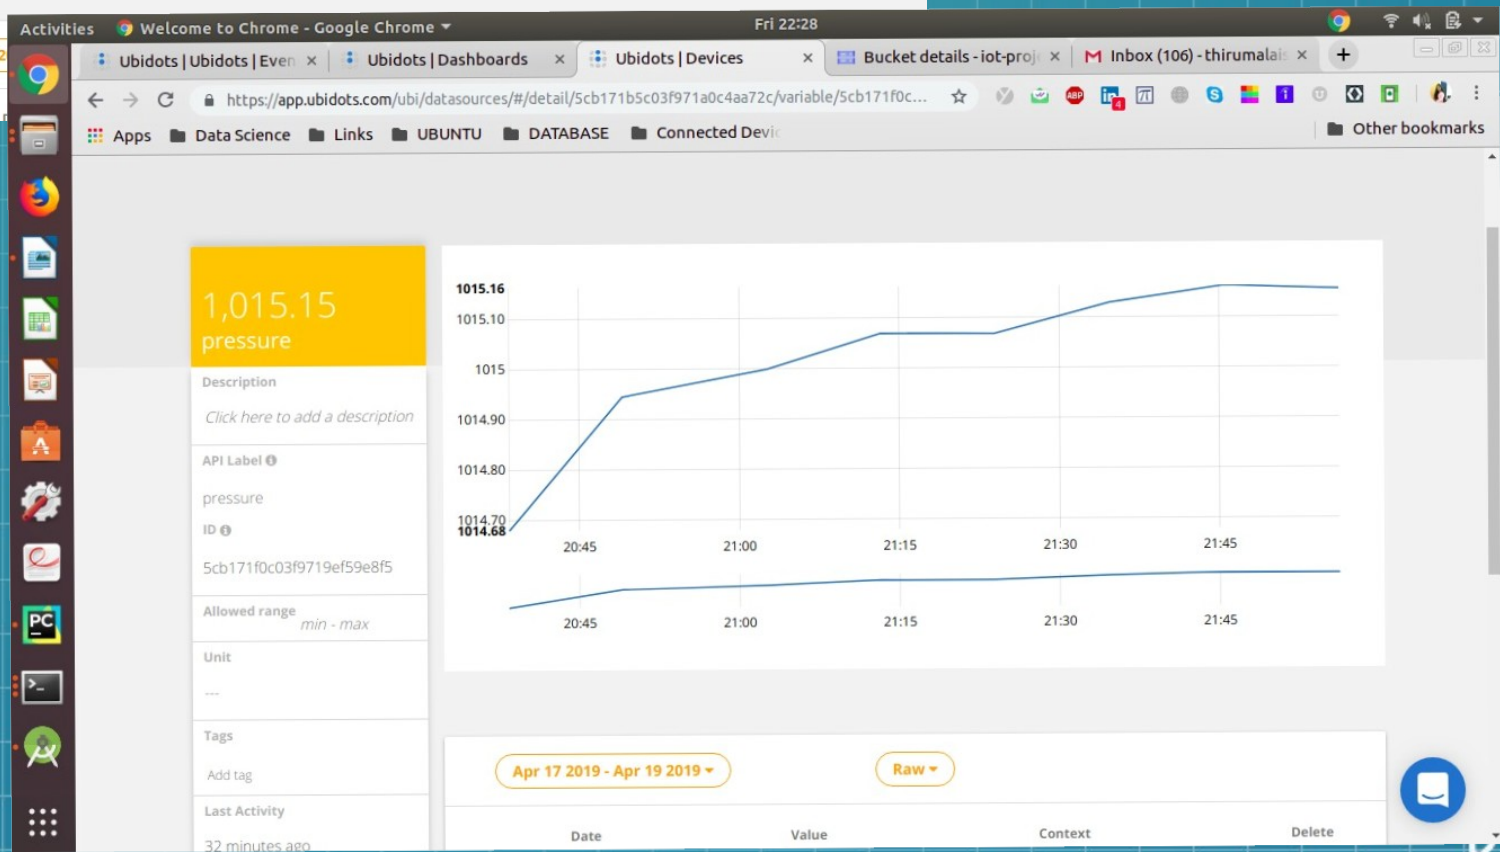 Activities Welcome to Chrome - Google Chrome Fri 22:28
Ubidots | Ubidots | Even Ubidots | Dashboards Ubidots | Devices Bucket details - iot-proj Inbox (106) - thirumalai
https://app.ubidots.com/ubi/datasources/#/detail/5cb171b5c03f971a0c4aa72c/variable/5cb171f0c... ABP 4
Apps Data Science Links UBUNTU DATABASE Connected Devi Other bookmarks
1,015.15
pressure
Description
Click here to add a description
API Label
pressure
ID
5cb171f0c03f9719ef59e8f5
Allowed range
min - max
Unit
---
Tags
Add tag
Last Activity
32 minutes ago
1015.16
1015.10
1015
1014.90
1014.80
1014.70
1014.68
20:45 21:00 21:15 21:30 21:45
20:45 21:00 21:15 21:30 21:45
Apr 17 2019 - Apr 19 2019 Raw
Date Value Context Delete
PC